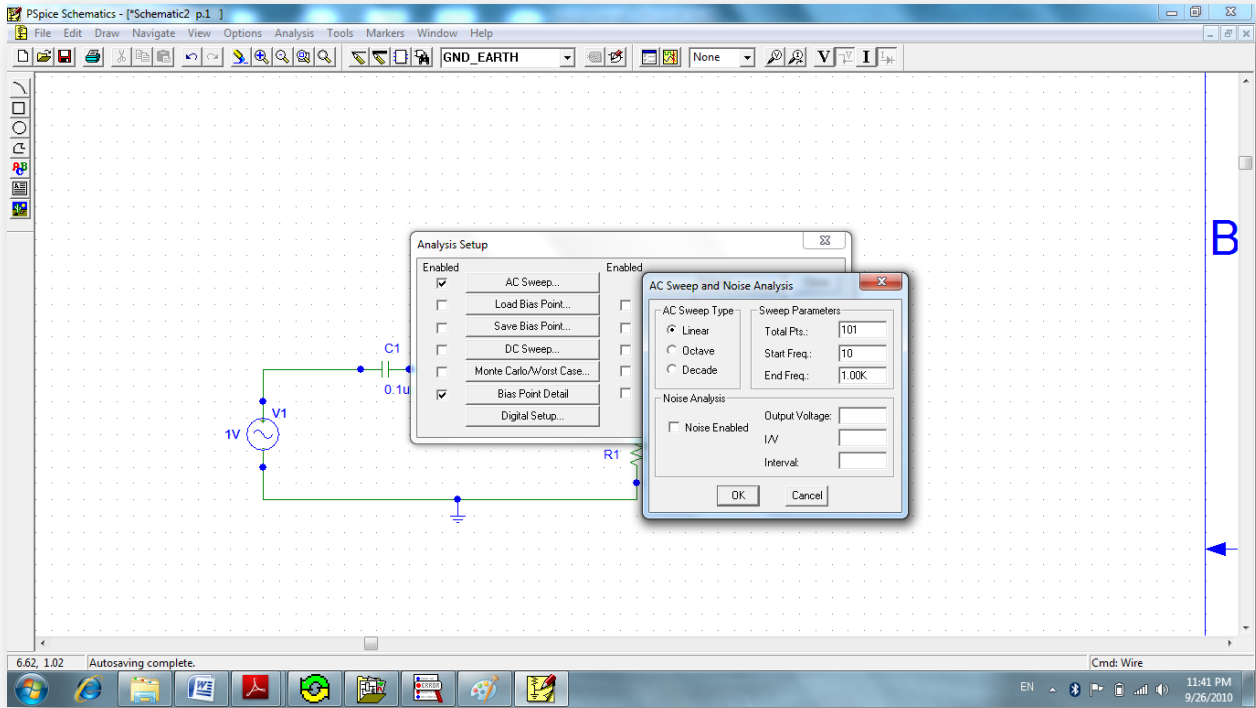 PSpice Schematics - [*Schematic2 p.1 ]
File Edit Draw Navigate View Options Analysis Tools Markers Window Help
GND_EARTH None V I
B
Analysis Setup
Enabled Enabled
AC Sweep...
Load Bias Point...
Save Bias Point...
DC Sweep...
Monte Carlo/Worst Case...
Bias Point Detail
Digital Setup...
AC Sweep and Noise Analysis
AC Sweep Type
Linear
Octave
Decade
Sweep Parameters
Total Pts.: 101
Start Freq.: 10
End Freq.: 1.00K
Noise Analysis
Noise Enabled
Output Voltage:
I/V
Interval:
OK Cancel
C1
0.1u
V1
1V
R1
6.62, 1.02 Autosaving complete. Cmd: Wire
EN 11:41 PM
9/26/2010